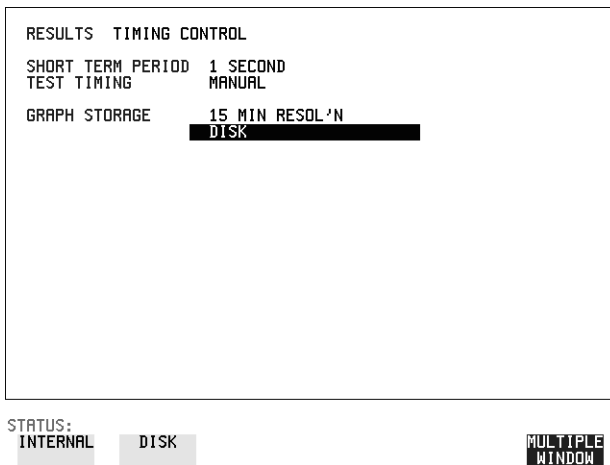 RESULTS TIMING CONTROL
SHORT TERM PERIOD 1 SECOND
TEST TIMING MANUAL
GRAPH STORAGE 15 MIN RESOL'N
DISK
STATUS:
INTERNAL DISK MULTIPLE
WINDOW